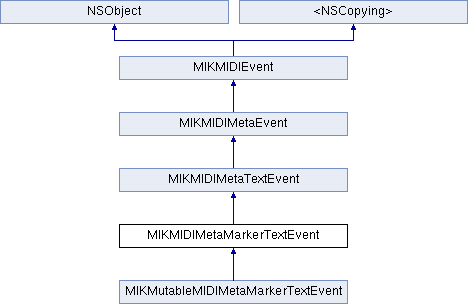 NSObject
<NSCopying>
MIKMIDIEvent
MIKMIDIMetaEvent
MIKMIDIMetaTextEvent
MIKMIDIMetaMarkerTextEvent
MIKMutableMIDIMetaMarkerTextEvent